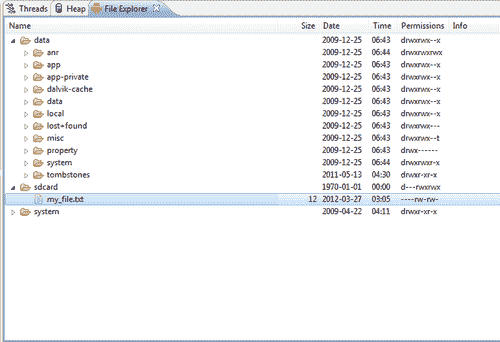 Threads Heap File Explorer
Name Size Date Time Permissions Info
data 2009-12-25 06:43 drwxrwx--x
anr 2009-12-25 06:44 drwxrwxrwx
app 2009-12-25 06:43 drwxrwx--x
app-private 2009-12-25 06:43 drwxrwx--x
dalvik-cache 2009-12-25 06:43 drwxrwx--x
data 2009-12-25 06:43 drwxrwx--x
local 2009-12-25 06:43 drwxrwx--x
lost+found 2009-12-25 06:43 drwxrwx---
misc 2009-12-25 06:43 drwxrwx--t
property 2009-12-25 06:43 drwx------
system 2009-12-25 06:44 drwxrwxr-x
tombstones 2011-05-13 04:30 drwxr-xr-x
sdcard 1970-01-01 00:00 d---rwxrwx
my_file.txt 12 2012-03-27 03:05 ----rw-rw-
system 2009-04-22 04:11 drwxr-xr-x